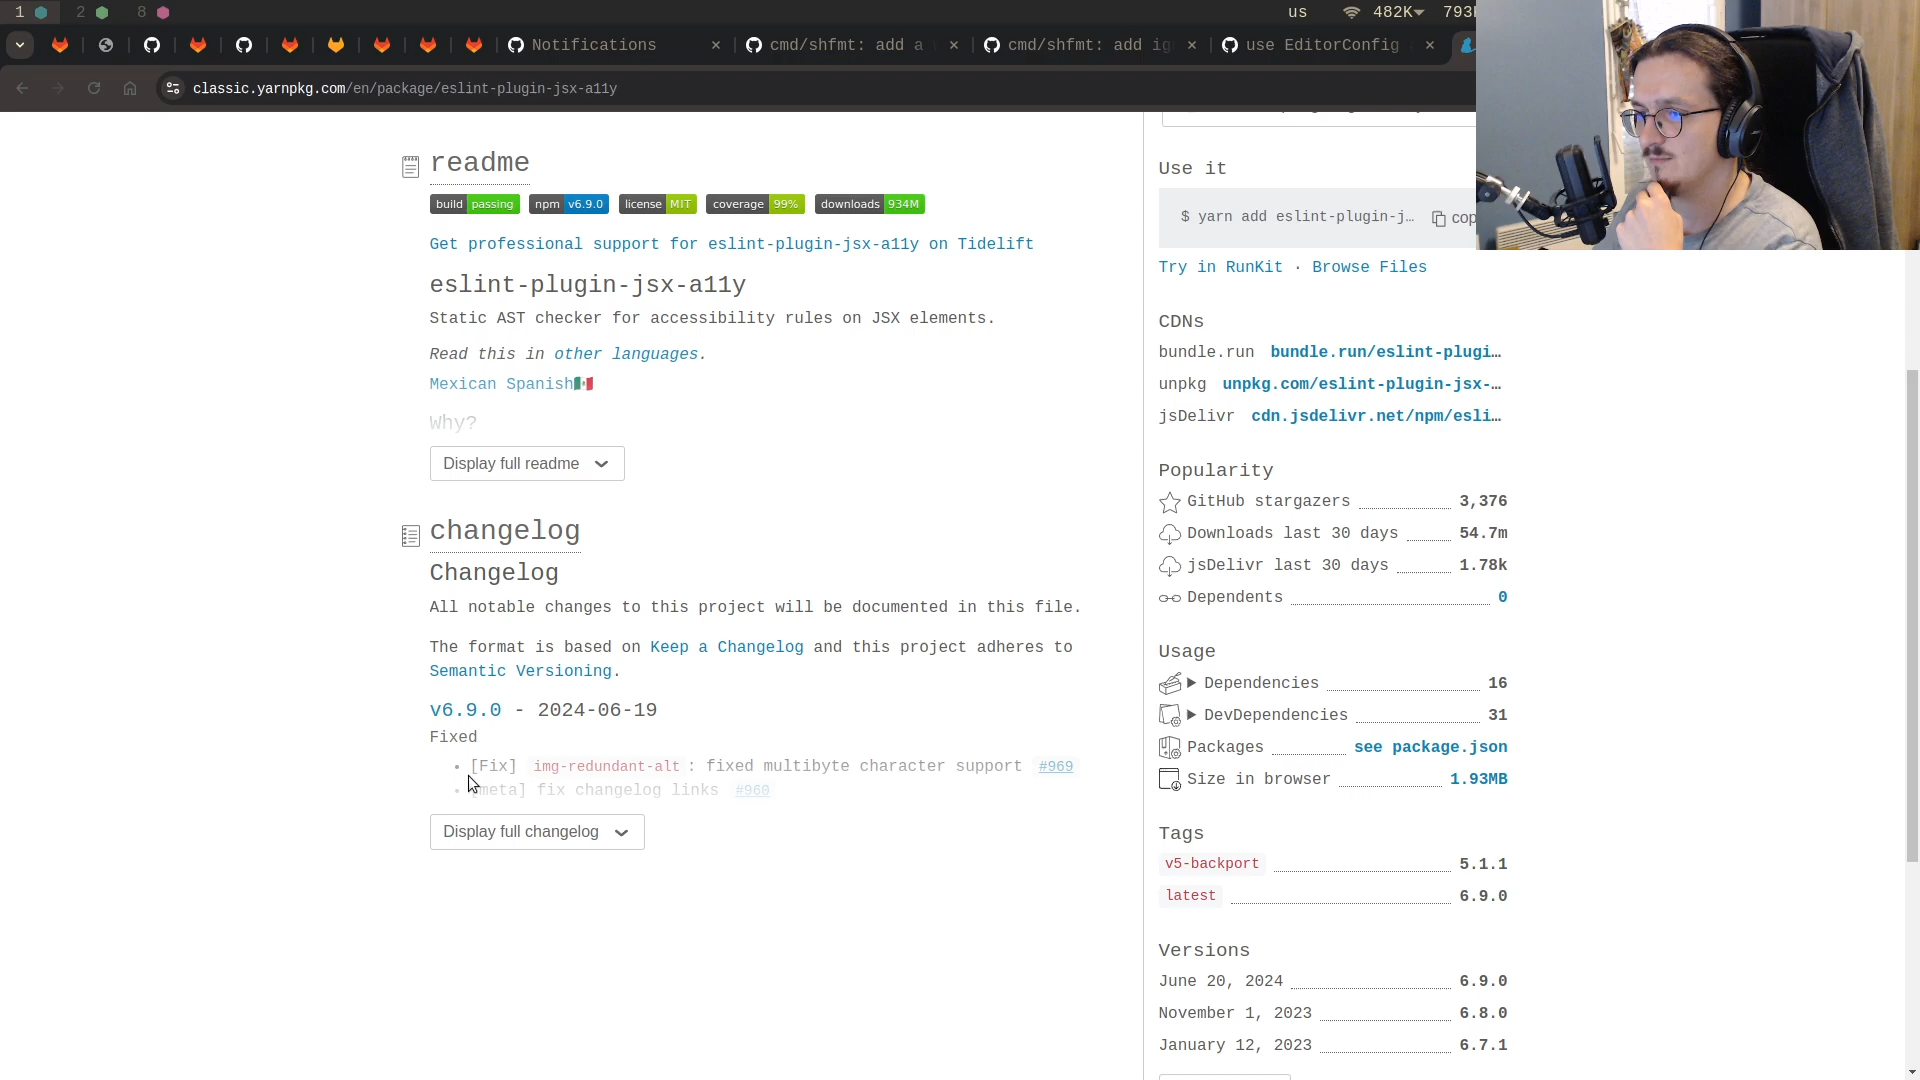 1 2 8 us 482K 793
Notifications cmd/shfmt: add a cmd/shfmt: add ig use EditorConfig
classic.yarnpkg.com/en/package/eslint-plugin-jsx-a11y
readme
build passing npm v6.9.0 license MIT coverage 99% downloads 934M
Get professional support for eslint-plugin-jsx-a11y on Tidelift
eslint-plugin-jsx-a11y
Static AST checker for accessibility rules on JSX elements.
Read this in other languages.
Mexican Spanish
Why?
Display full readme
changelog
Changelog
All notable changes to this project will be documented in this file.
The format is based on Keep a Changelog and this project adheres to
Semantic Versioning.
v6.9.0 - 2024-06-19
Fixed
[Fix] img-redundant-alt : fixed multibyte character support #969
[meta] fix changelog links #960
Display full changelog
Use it
$ yarn add eslint-plugin-j… cop
Try in RunKit · Browse Files
CDNs
bundle.run bundle.run/eslint-plugi…
unpkg unpkg.com/eslint-plugin-jsx-…
jsDelivr cdn.jsdelivr.net/npm/esli…
Popularity
GitHub stargazers 3,376
Downloads last 30 days 54.7m
jsDelivr last 30 days 1.78k
Dependents 0
Usage
Dependencies 16
DevDependencies 31
Packages see package.json
Size in browser 1.93MB
Tags
v5-backport 5.1.1
latest 6.9.0
Versions
June 20, 2024 6.9.0
November 1, 2023 6.8.0
January 12, 2023 6.7.1